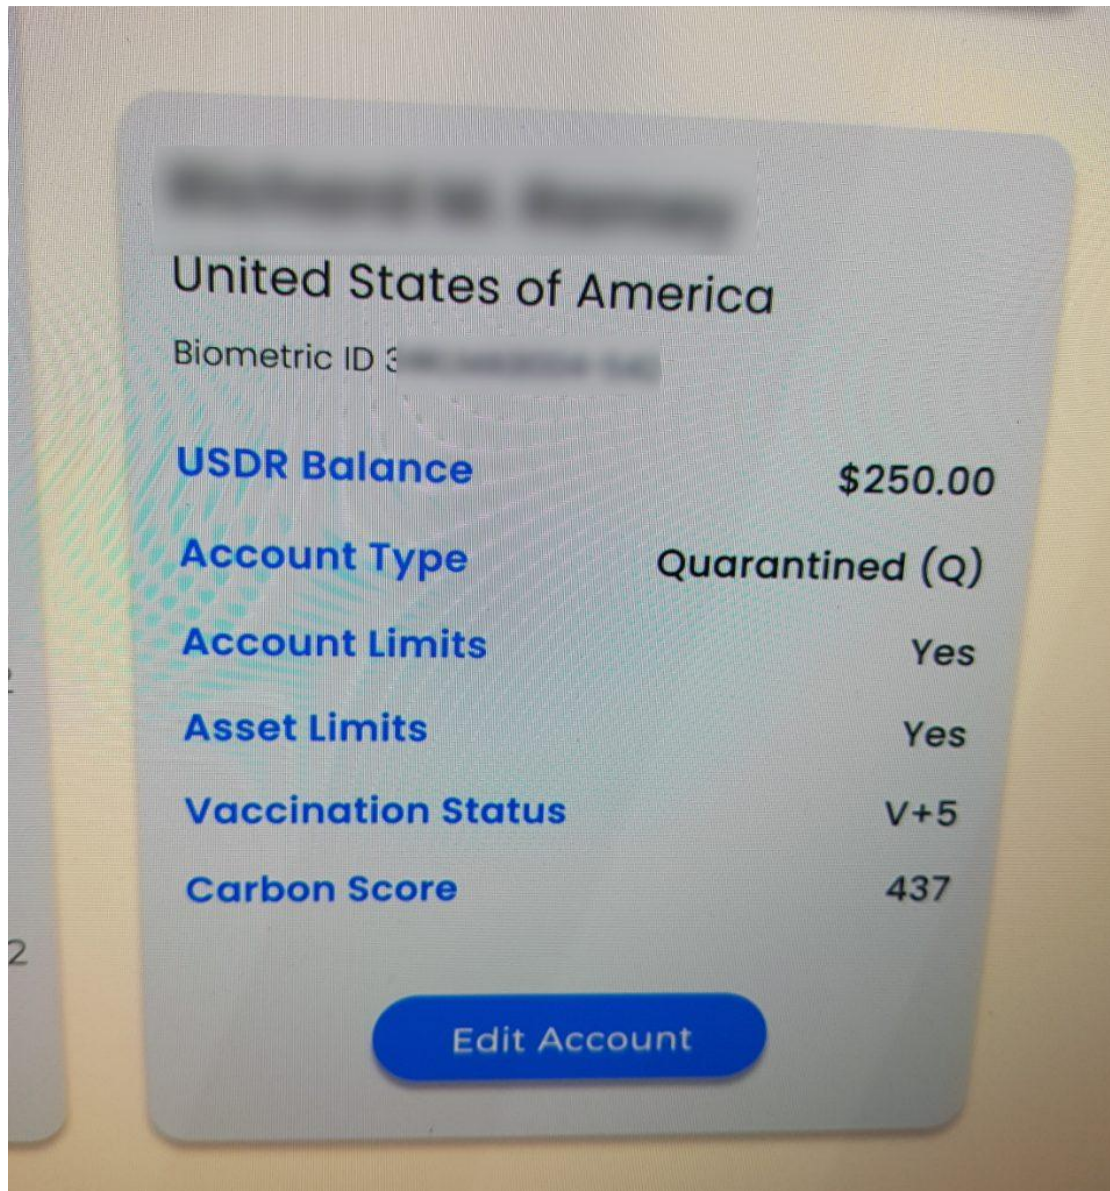 United States of America
Biometric ID 3
USDR Balance $250.00
Account Type Quarantined (Q)
Account Limits Yes
Asset Limits Yes
Vaccination Status V+5
Carbon Score 437
2
Edit Account